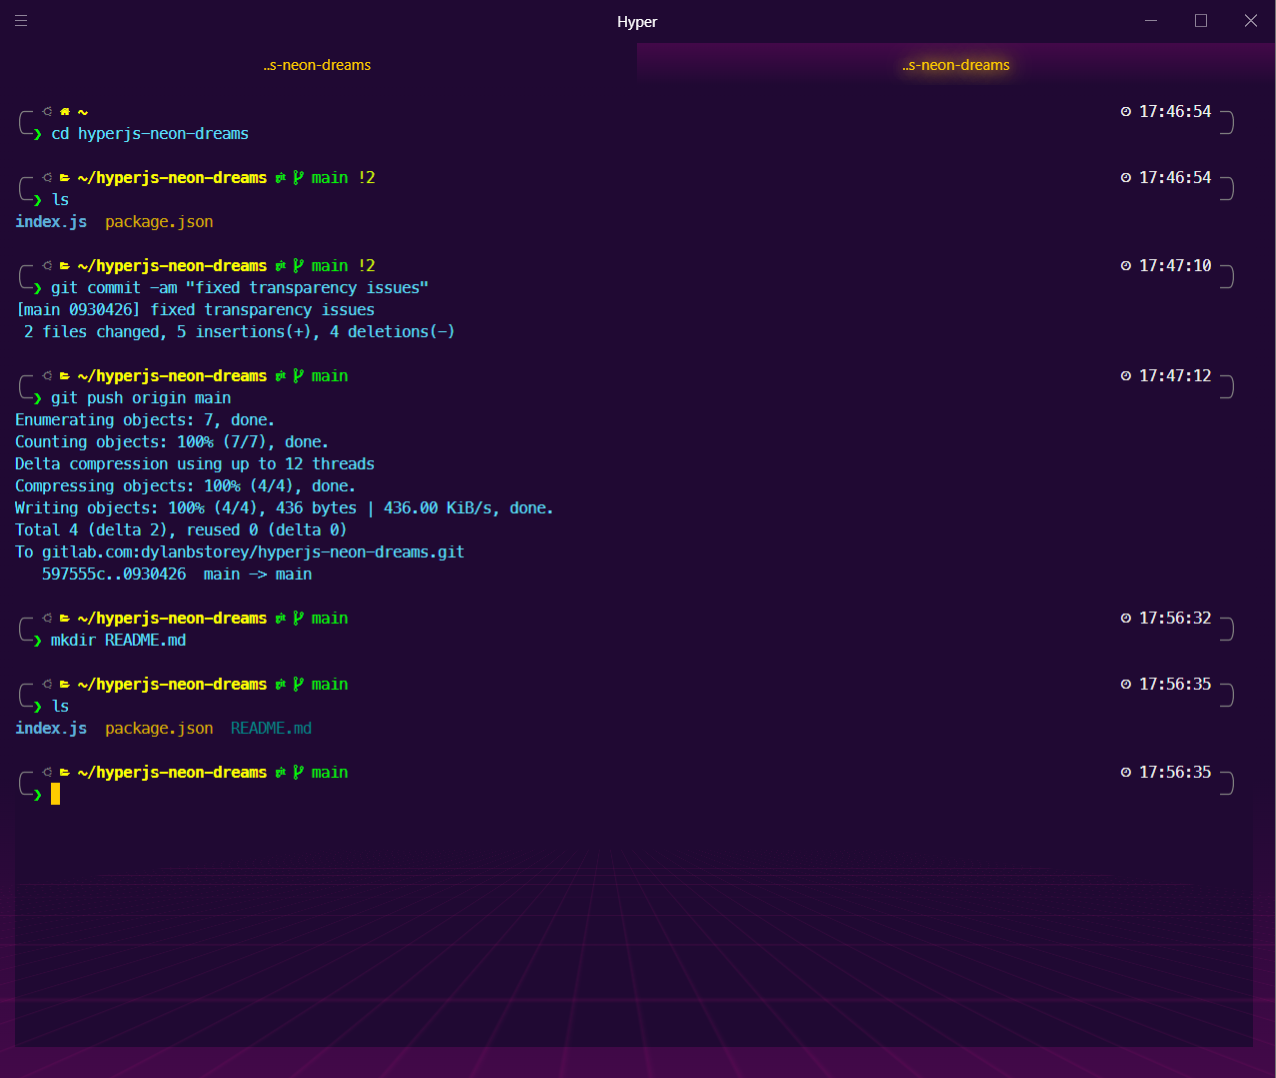 Hyper
..s-neon-dreams ..s-neon-dreams
~ 17:46:54
❯ cd hyperjs-neon-dreams
~/hyperjs-neon-dreams git main !2 17:46:54
❯ ls
index.js package.json
~/hyperjs-neon-dreams git main !2 17:47:10
❯ git commit -am "fixed transparency issues"
[main 0930426] fixed transparency issues
2 files changed, 5 insertions(+), 4 deletions(-)
~/hyperjs-neon-dreams git main 17:47:12
❯ git push origin main
Enumerating objects: 7, done.
Counting objects: 100% (7/7), done.
Delta compression using up to 12 threads
Compressing objects: 100% (4/4), done.
Writing objects: 100% (4/4), 436 bytes | 436.00 KiB/s, done.
Total 4 (delta 2), reused 0 (delta 0)
To gitlab.com:dylanbstorey/hyperjs-neon-dreams.git
597555c..0930426 main -> main
~/hyperjs-neon-dreams git main 17:56:32
❯ mkdir README.md
~/hyperjs-neon-dreams git main 17:56:35
❯ ls
index.js package.json README.md
~/hyperjs-neon-dreams git main 17:56:35
❯